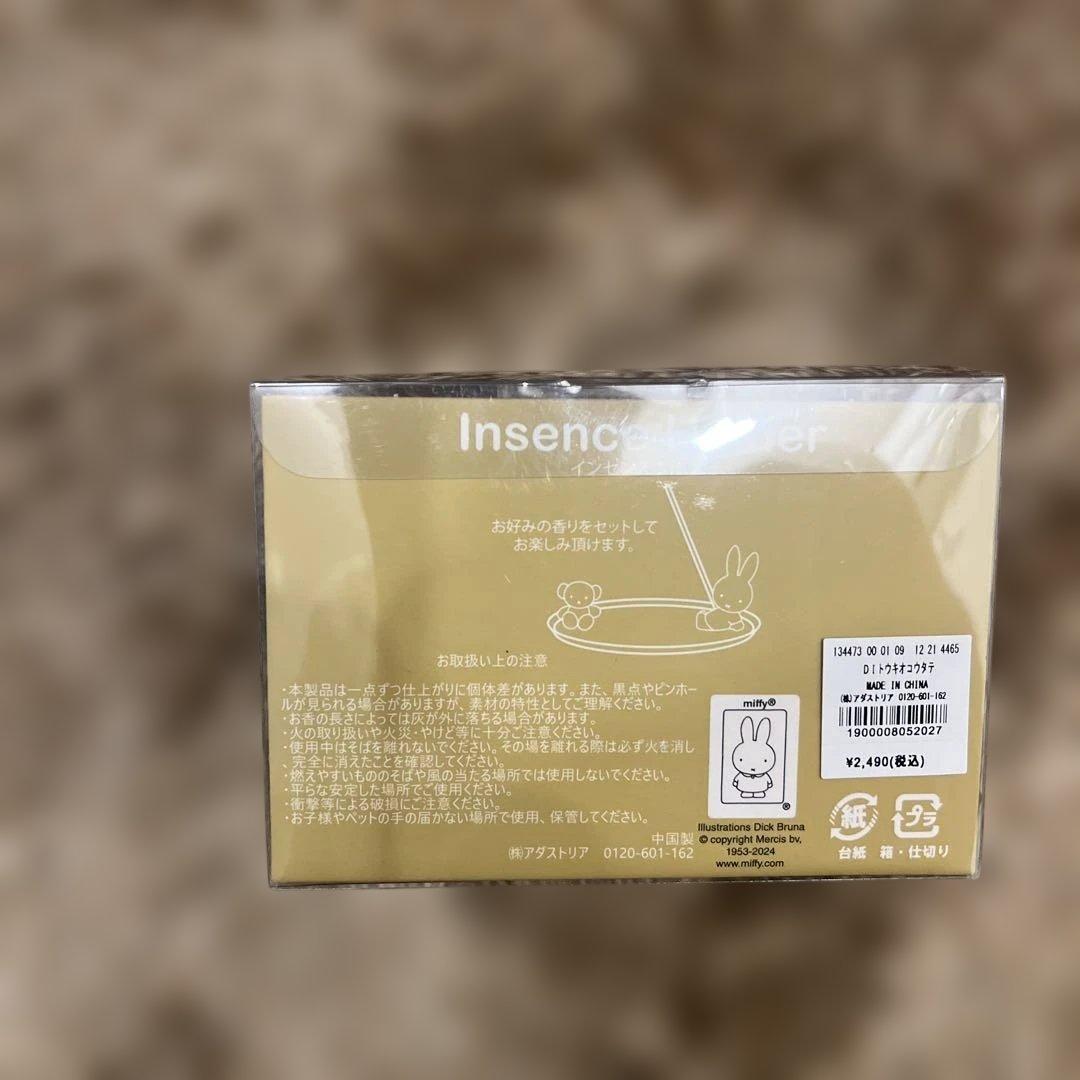 Insence
インセ
お好みの香りをセットして
お楽しみ頂けます。
お取扱い上の注意
・本製品は一点ずつ仕上がりに個体差があります。また、黒点やピンホー
ルが見られる場合がありますが、素材の特性としてご理解ください。
・お香の長さによっては灰が外に落ちる場合があります。
・火の取り扱いや火災・やけど等に十分ご注意ください。
・使用中はそばを離れないでください。その場を離れる際は必ず火を消し
、完全に消えたことを確認してください。
・燃えやすいもののそばや風の当たる場所では使用しないでください。
・平らな安定した場所でご使用ください。
・衝撃等による破損にご注意ください。
・お子様やペットの手の届かない場所で使用、保管してください。
中国製
㈱アダストリア 0120-601-162
miffy®
®
Illustrations Dick Bruna
© copyright Mercis bv,
1953-2024
www.miffy.com
134473 00 01 09 12 21 4465
DIトウキオコウタテ
MADE IN CHINA
(株)アダストリア 0120-601-162
1900008052027
¥2,490(税込)
紙 プラ
台紙 箱・仕切り